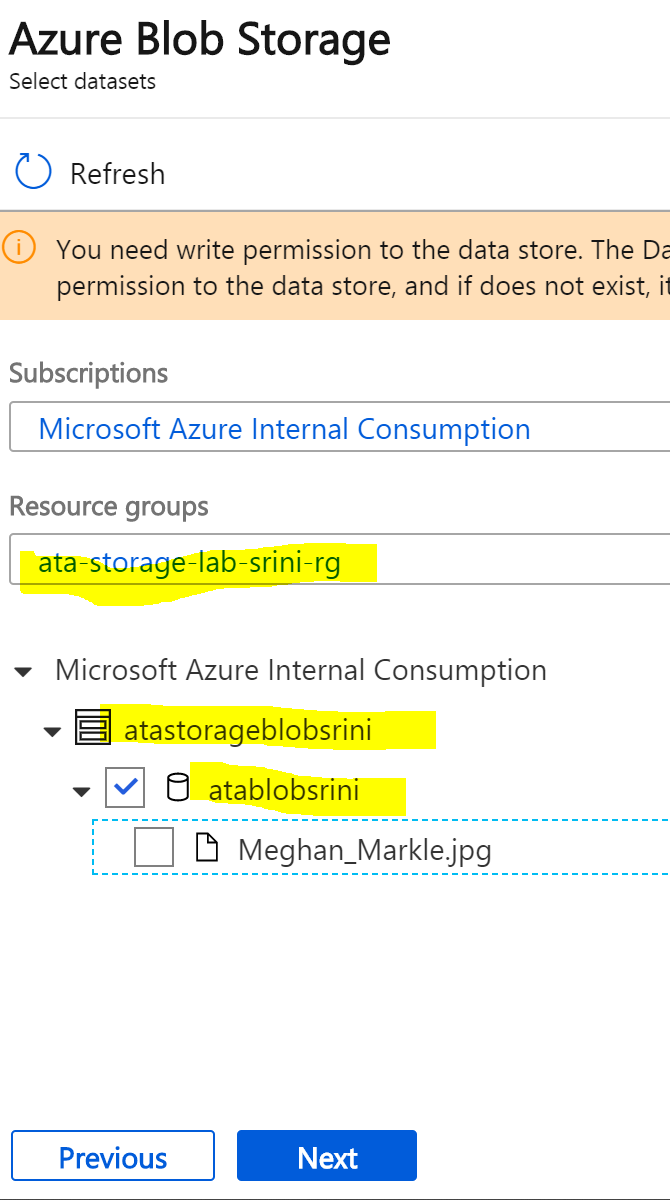 Azure Blob Storage
Select datasets
Refresh
You need write permission to the data store. The Da
permission to the data store, and if does not exist, it
Subscriptions
Microsoft Azure Internal Consumption
Resource groups
ata-storage-lab-srini-rg
Microsoft Azure Internal Consumption
atastorageblobsrini
atablobsrini
Meghan_Markle.jpg
Previous
Next